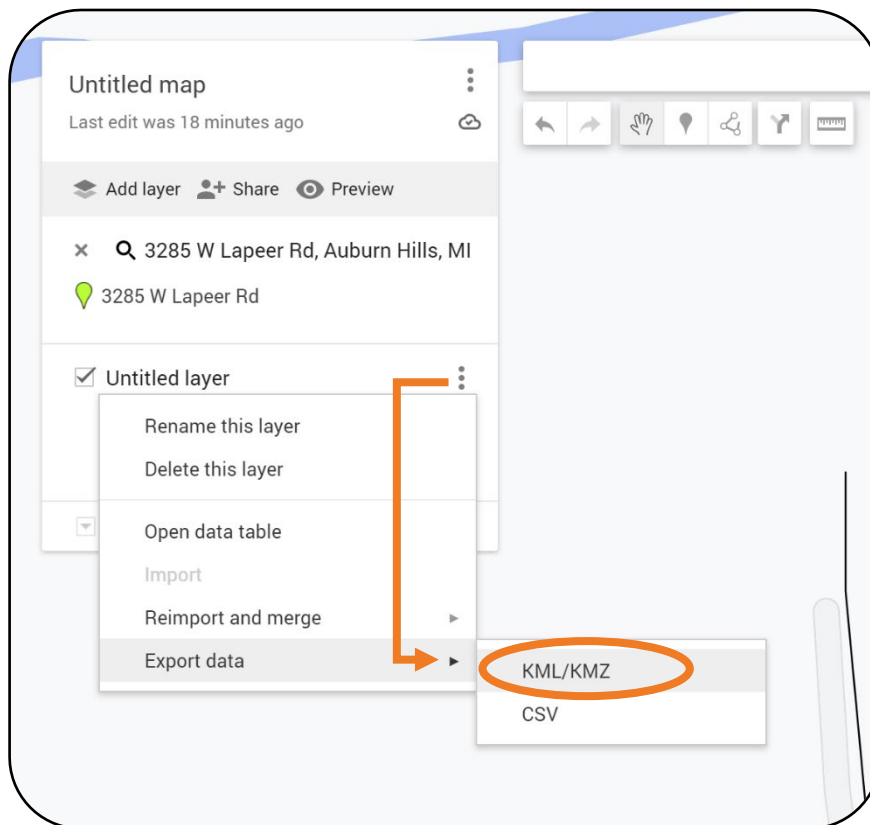 Untitled map
Last edit was 18 minutes ago
Add layer Share Preview
3285 W Lapeer Rd, Auburn Hills, MI
3285 W Lapeer Rd
Untitled layer
Rename this layer
Delete this layer
Open data table
Import
Reimport and merge
Export data
KML/KMZ
CSV